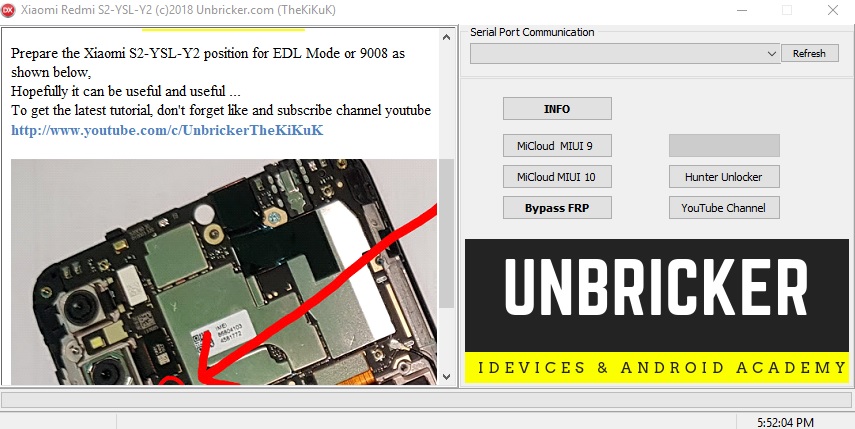 Xiaomi Redmi S2-YSL-Y2 (c)2018 Unbricker.com (TheKiKuK)
Prepare the Xiaomi S2-YSL-Y2 position for EDL Mode or 9008 as
shown below,
Hopefully it can be useful and useful ...
To get the latest tutorial, don't forget like and subscribe channel youtube
http://www.youtube.com/c/UnbrickerTheKiKuK
IMEI
Serial Port Communication
Refresh
INFO
MiCloud MIUI 9
MiCloud MIUI 10
Hunter Unlocker
Bypass FRP
YouTube Channel
UNBRICKER
IDEVICES & ANDROID ACADEMY
5:52:04 PM